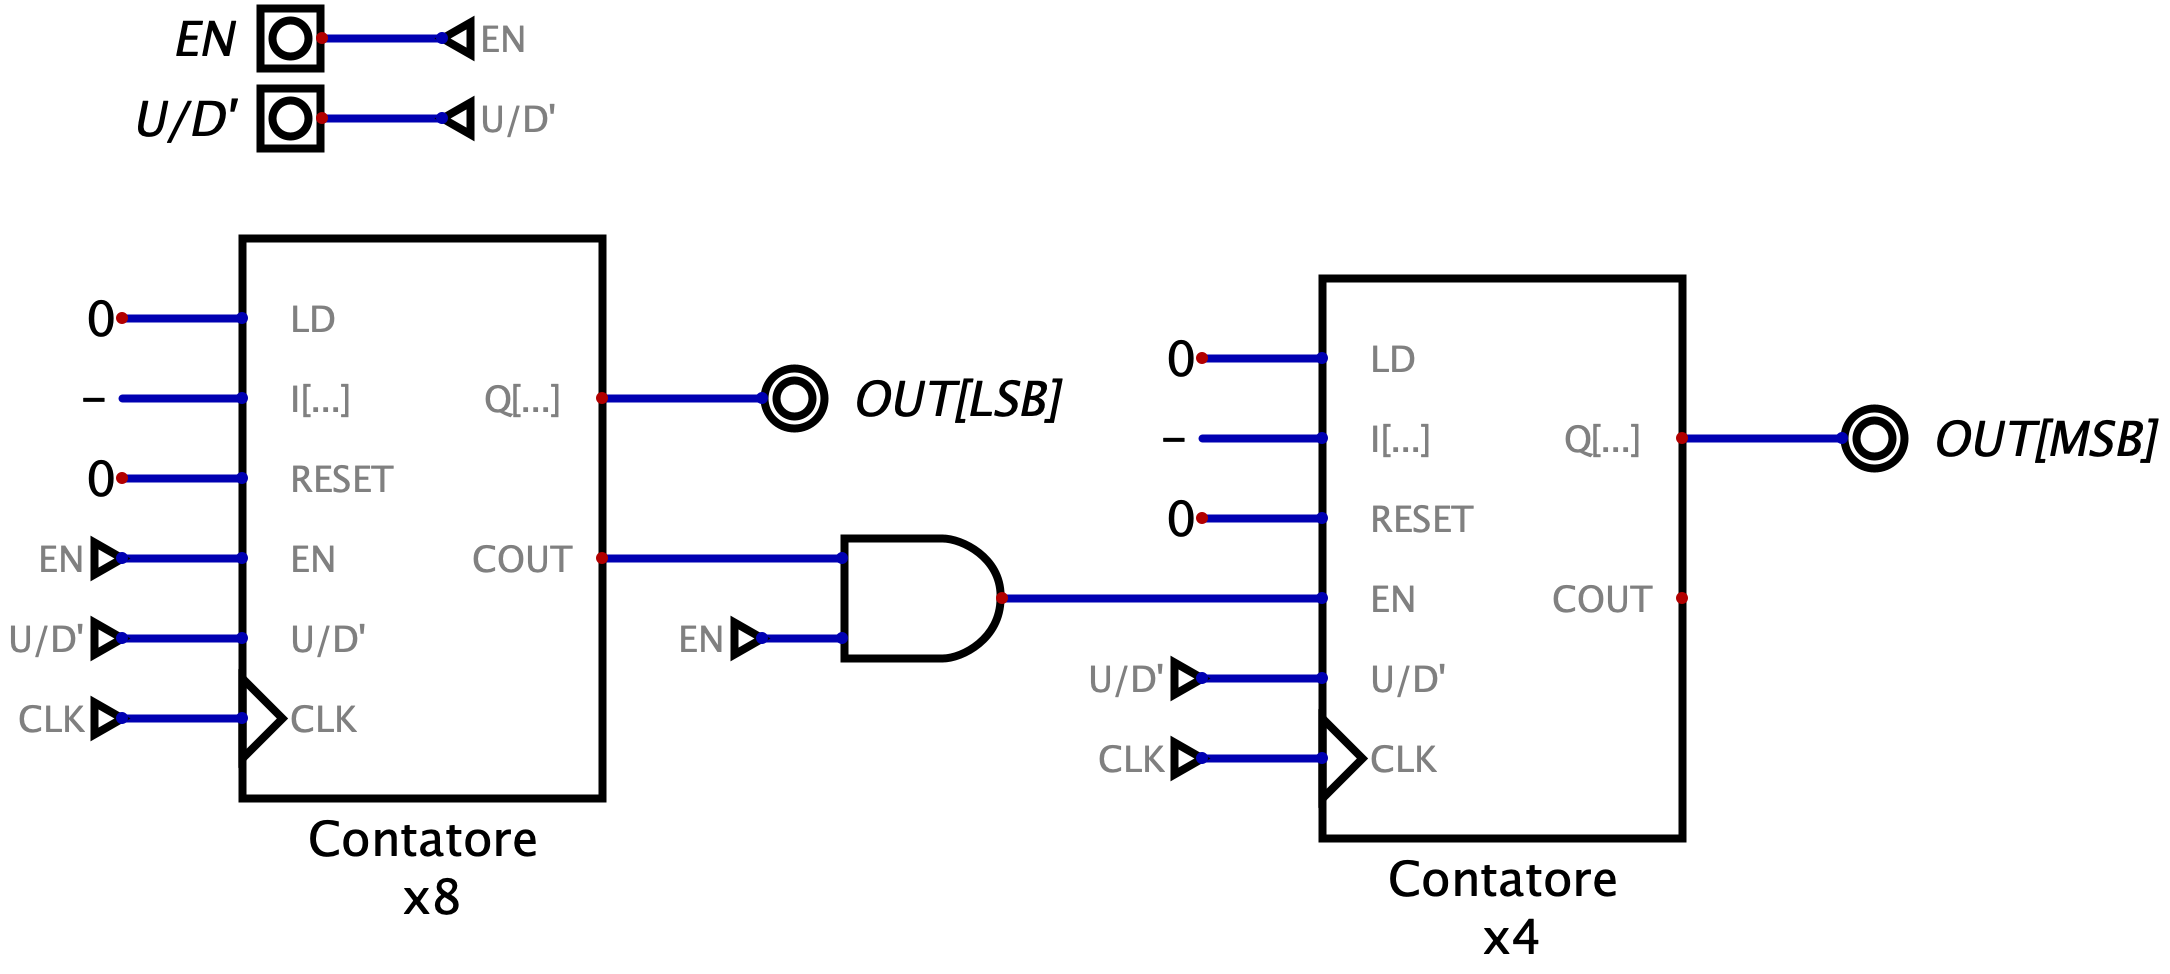 EN EN
U/D' U/D'
0 LD
– I[...] Q[...] OUT[LSB]
0 RESET
EN EN COUT
U/D' U/D' EN
CLK CLK
Contatore
x8
0 LD
– I[...] Q[...] OUT[MSB]
0 RESET
EN COUT
U/D' U/D'
CLK CLK
Contatore
x4